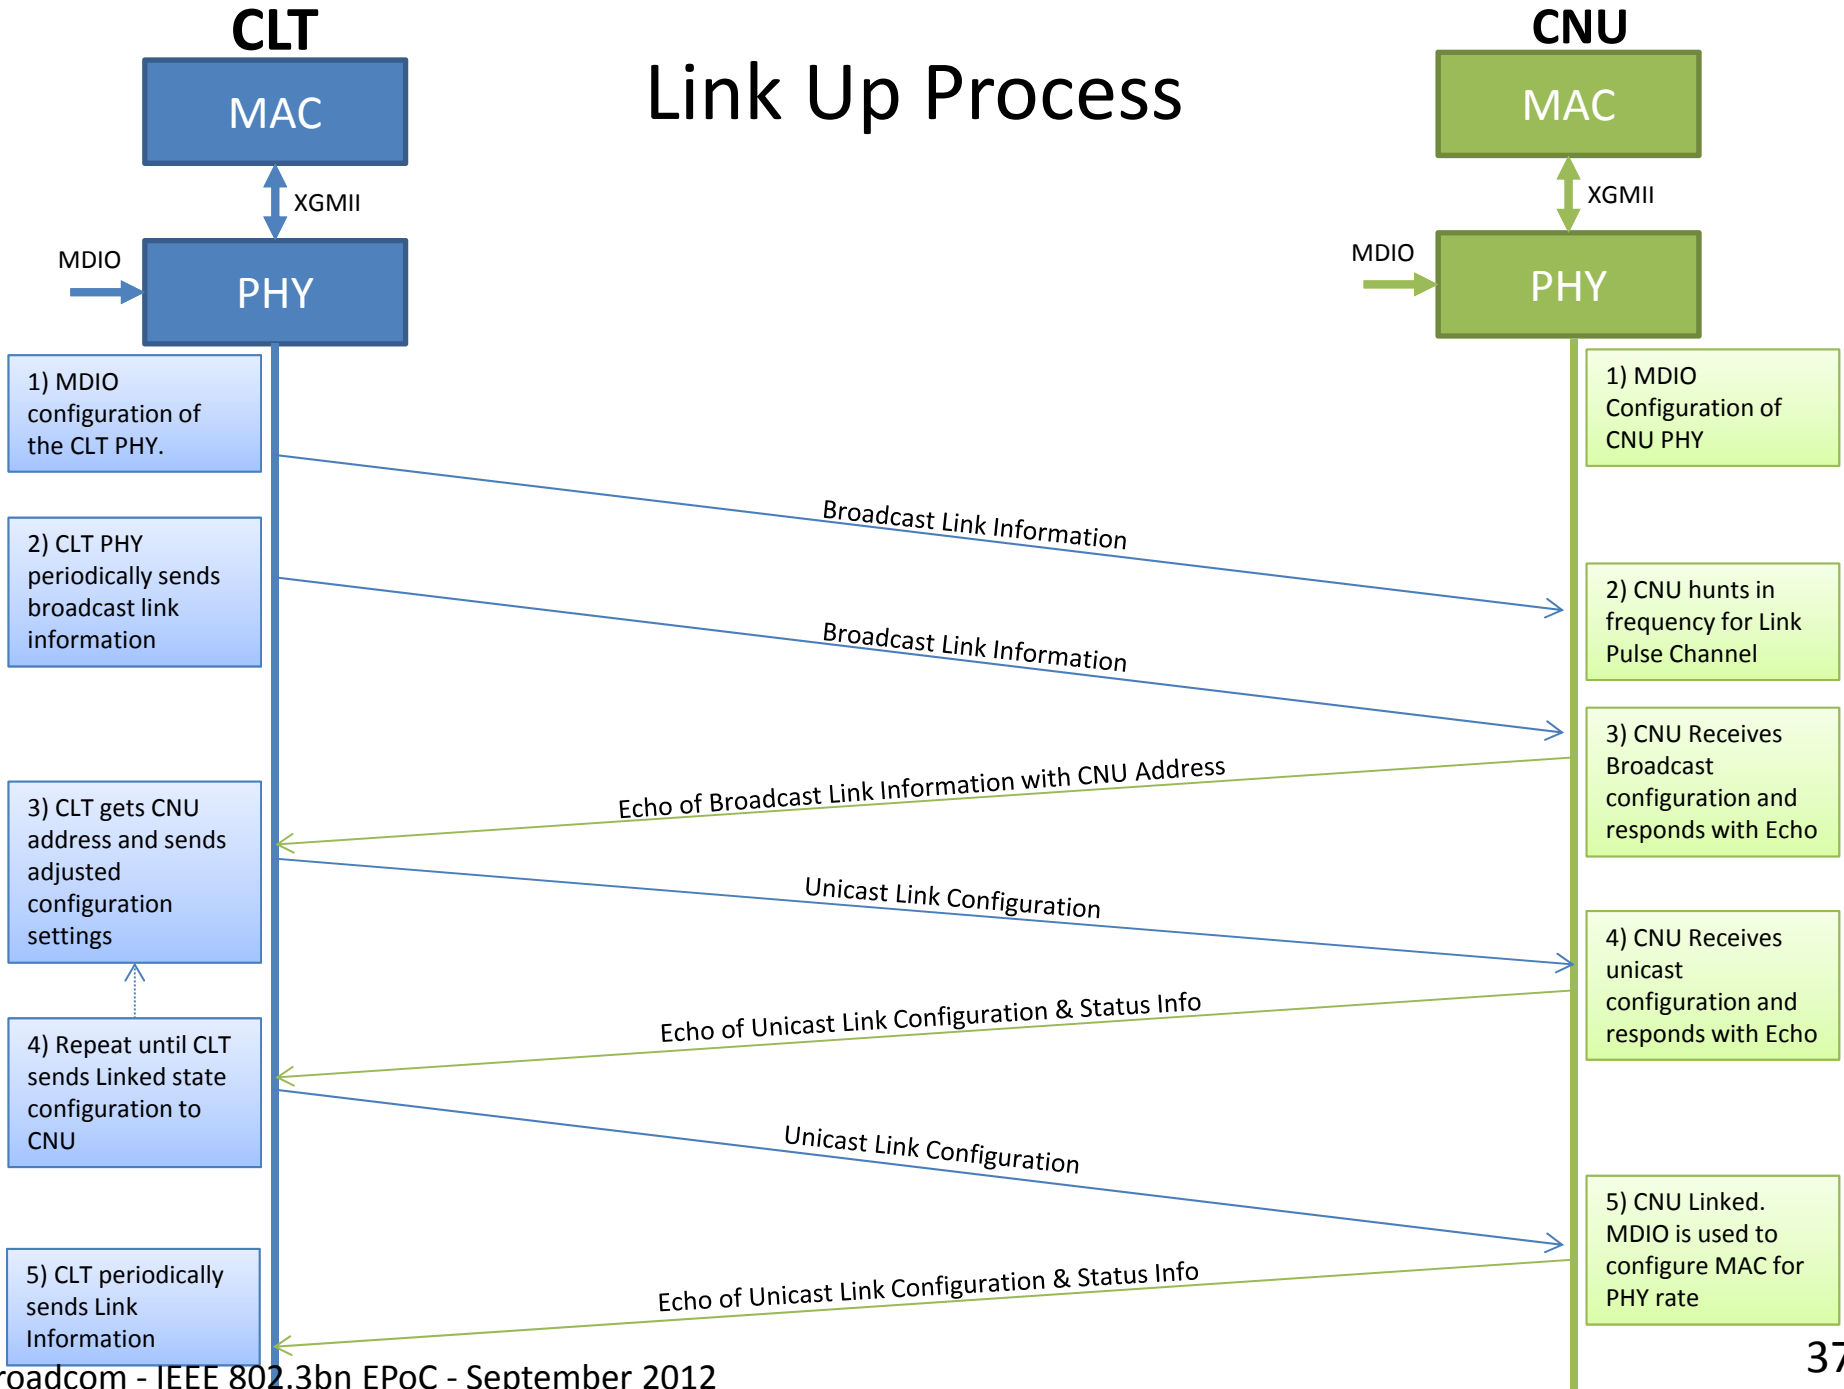 CLT
CNU
Link Up Process
MAC
MAC
XGMII
XGMII
MDIO
MDIO
PHY
PHY
1) MDIO
configuration of
the CLT PHY.
1) MDIO
Configuration of
CNU PHY
Broadcast Link Information
2) CLT PHY
periodically sends
broadcast link
information
2) CNU hunts in
frequency for Link
Pulse Channel
Broadcast Link Information
3) CNU Receives
Broadcast
configuration and
responds with Echo
Echo of Broadcast Link Information with CNU Address
3) CLT gets CNU
address and sends
adjusted
configuration
settings
Unicast Link Configuration
4) CNU Receives
unicast
configuration and
responds with Echo
Echo of Unicast Link Configuration & Status Info
4) Repeat until CLT
sends Linked state
configuration to
CNU
Unicast Link Configuration
5) CNU Linked.
MDIO is used to
configure MAC for
PHY rate
5) CLT periodically
sends Link
Information
Echo of Unicast Link Configuration & Status Info
roadcom - IEEE 802.3bn EPoC - September 2012
37